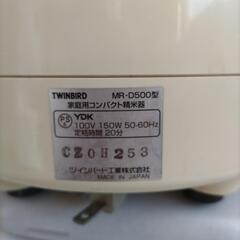 TWINBIRD MR-D500型
家庭用コンパクト精米器
PS YDK
100V 150W 50-60Hz
定格時間 20分
CZ0H253
ツインバード工業株式会社
MADE IN JAPAN